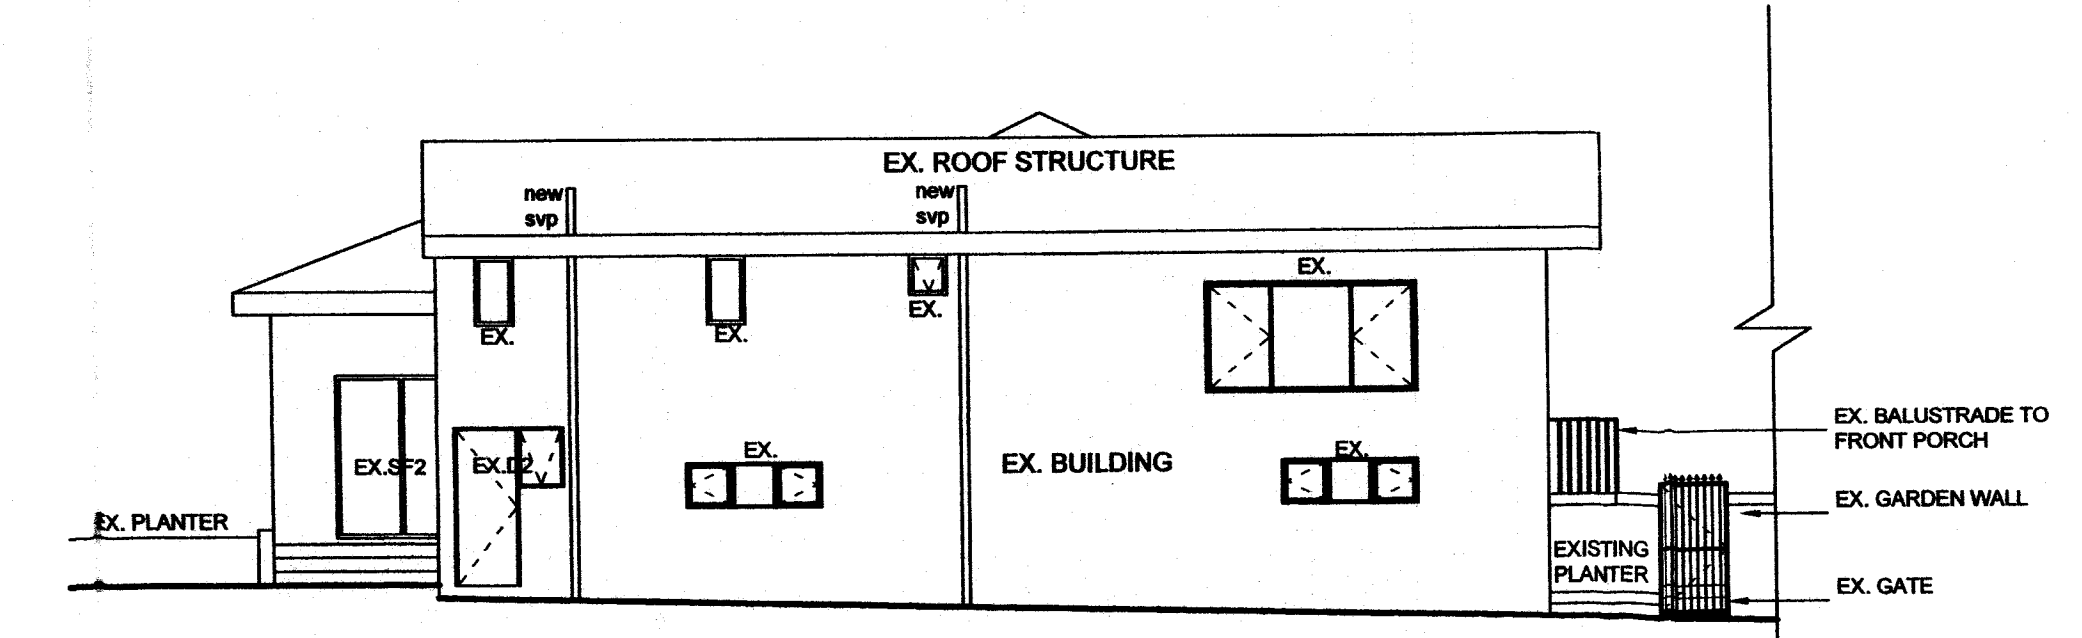 EX. ROOF STRUCTURE
new
svp
new
svp
EX.
EX.
EX.
EX.
EX.SF2
EX.D2
EX.
EX. BUILDING
EX.
EX. PLANTER
EX. BALUSTRADE TO
FRONT PORCH
EX. GARDEN WALL
EXISTING
PLANTER
EX. GATE